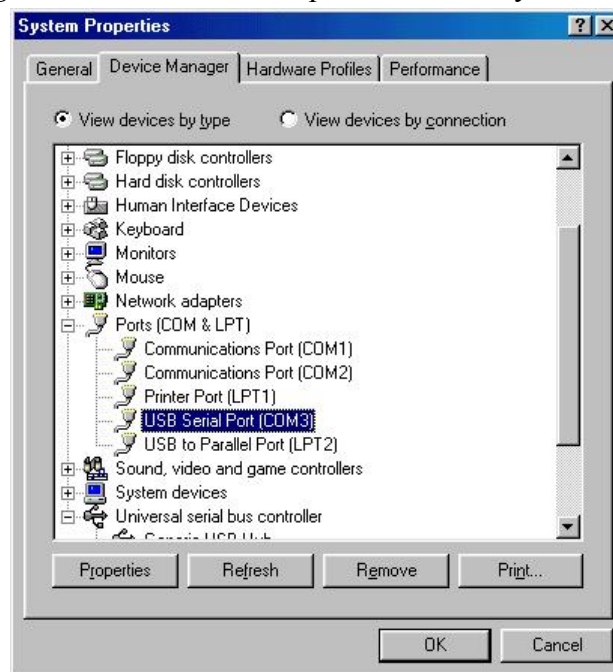 System Properties
General Device Manager Hardware Profiles Performance
View devices by type View devices by connection
Floppy disk controllers
Hard disk controllers
Human Interface Devices
Keyboard
Monitors
Mouse
Network adapters
Ports (COM & LPT)
Communications Port (COM1)
Communications Port (COM2)
Printer Port (LPT1)
USB Serial Port (COM3)
USB to Parallel Port (LPT2)
Sound, video and game controllers
System devices
Universal serial bus controller
Generic USB Hub
Properties Refresh Remove Print...
OK Cancel